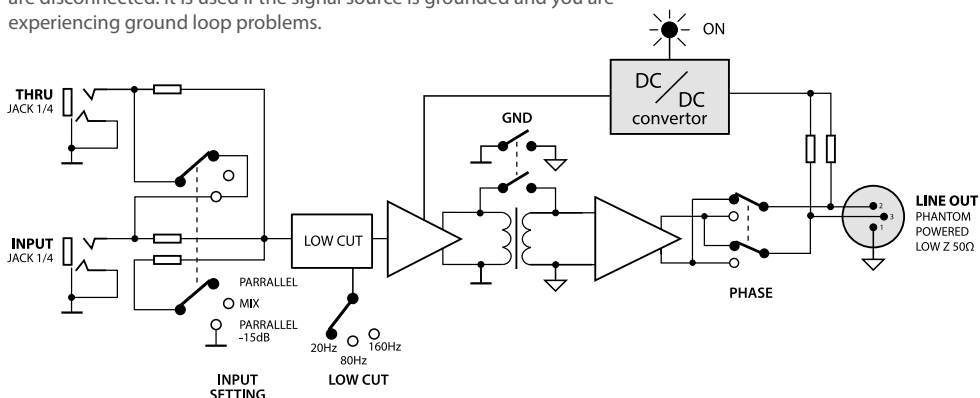 are disconnected. It is used if the signal source is grounded and you are
experiencing ground loop problems.
ON
THRU
JACK 1/4
DC
DC
convertor
GND
INPUT
JACK 1/4
LOW CUT
PARALLEL
MIX
PARRALLEL
-15dB
20Hz
80Hz
160Hz
INPUT
SETTING
LOW CUT
PHASE
2
3
1
LINE OUT
PHANTOM
POWERED
LOW Z 50Ω